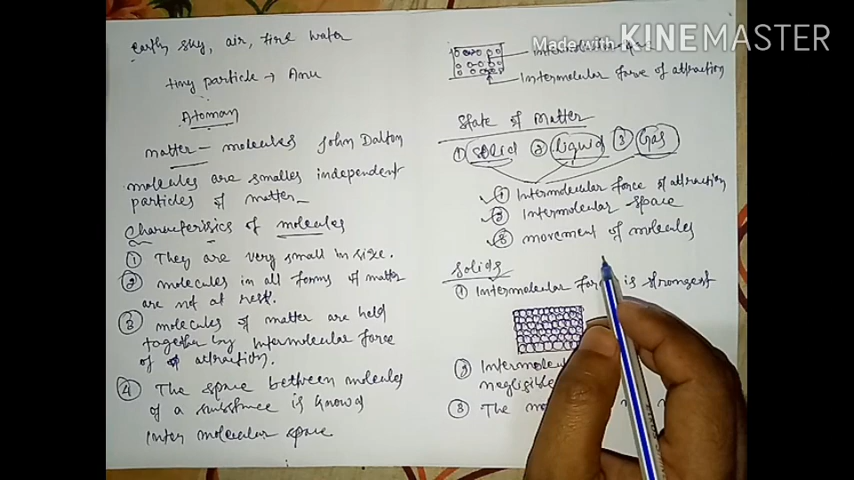 earth, sky, air, fire water
tiny particle → Anu
Atoman
matter - molecules John Dalton
molecules are smalles independent
particles of matter
Characterisics of molecules
① They are very small in size.
② molecules in all forms of matter
are not at rest.
③ molecules of matter are held
together by intermolecular force
of attraction.
④ The space between molecules
of a substance is known
Inter molecular space
Made with KINEMASTER
Intermolecular
Intermolecular force of attraction
State of Matter
① Solid ② Liquid ③ Gas
① Intermolecular force of attraction
② Intermolecular space
③ movement of molecules
Solids
① Intermolecular is strongest
②
negligible
③ The